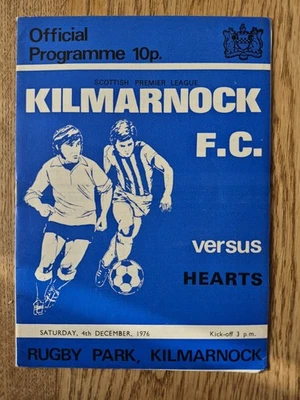 Official
Programme 10p.
SCOTTISH PREMIER LEAGUE
KILMARNOCK
F.C.
versus
HEARTS
SATURDAY, 4th DECEMBER, 1976 Kick-off 3 p.m.
RUGBY PARK, KILMARNOCK